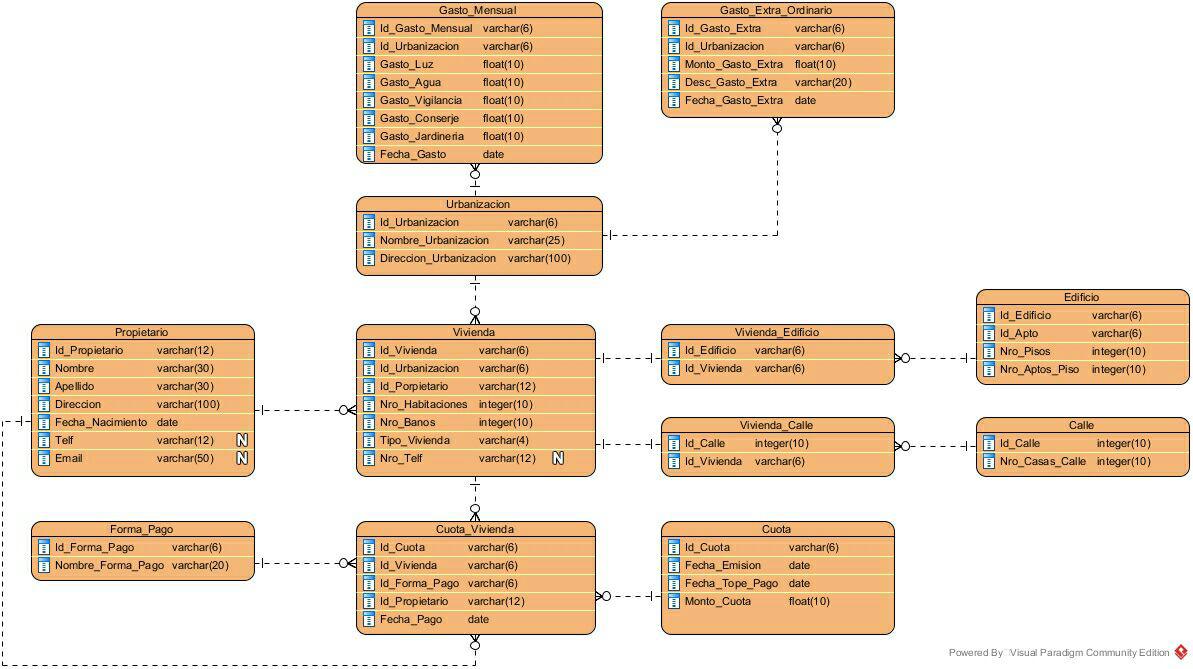 Gasto_Mensual
Id_Gasto_Mensual varchar(6)
Id_Urbanizacion varchar(6)
Gasto_Luz float(10)
Gasto_Agua float(10)
Gasto_Vigilancia float(10)
Gasto_Conserje float(10)
Gasto_Jardineria float(10)
Fecha_Gasto date
Gasto_Extra_Ordinario
Id_Gasto_Extra varchar(6)
Id_Urbanizacion varchar(6)
Monto_Gasto_Extra float(10)
Desc_Gasto_Extra varchar(20)
Fecha_Gasto_Extra date
Urbanizacion
Id_Urbanizacion varchar(6)
Nombre_Urbanizacion varchar(25)
Direccion_Urbanizacion varchar(100)
Propietario
Id_Propietario varchar(12)
Nombre varchar(30)
Apellido varchar(30)
Direccion varchar(100)
Fecha_Nacimiento date
Telf varchar(12) N
Email varchar(50) N
Vivienda
Id_Vivienda varchar(6)
Id_Urbanizacion varchar(6)
Id_Porpietario varchar(12)
Nro_Habitaciones integer(10)
Nro_Banos integer(10)
Tipo_Vivienda varchar(4)
Nro_Telf varchar(12) N
Vivienda_Edificio
Id_Edificio varchar(6)
Id_Vivienda varchar(6)
Edificio
Id_Edificio varchar(6)
Id_Apto varchar(6)
Nro_Pisos integer(10)
Nro_Aptos_Piso integer(10)
Vivienda_Calle
Id_Calle integer(10)
Id_Vivienda varchar(6)
Calle
Id_Calle integer(10)
Nro_Casas_Calle integer(10)
Forma_Pago
Id_Forma_Pago varchar(6)
Nombre_Forma_Pago varchar(20)
Cuota_Vivienda
Id_Cuota varchar(6)
Id_Vivienda varchar(6)
Id_Forma_Pago varchar(6)
Id_Propietario varchar(12)
Fecha_Pago date
Cuota
Id_Cuota varchar(6)
Fecha_Emision date
Fecha_Tope_Pago date
Monto_Cuota float(10)
Powered By Visual Paradigm Community Edition